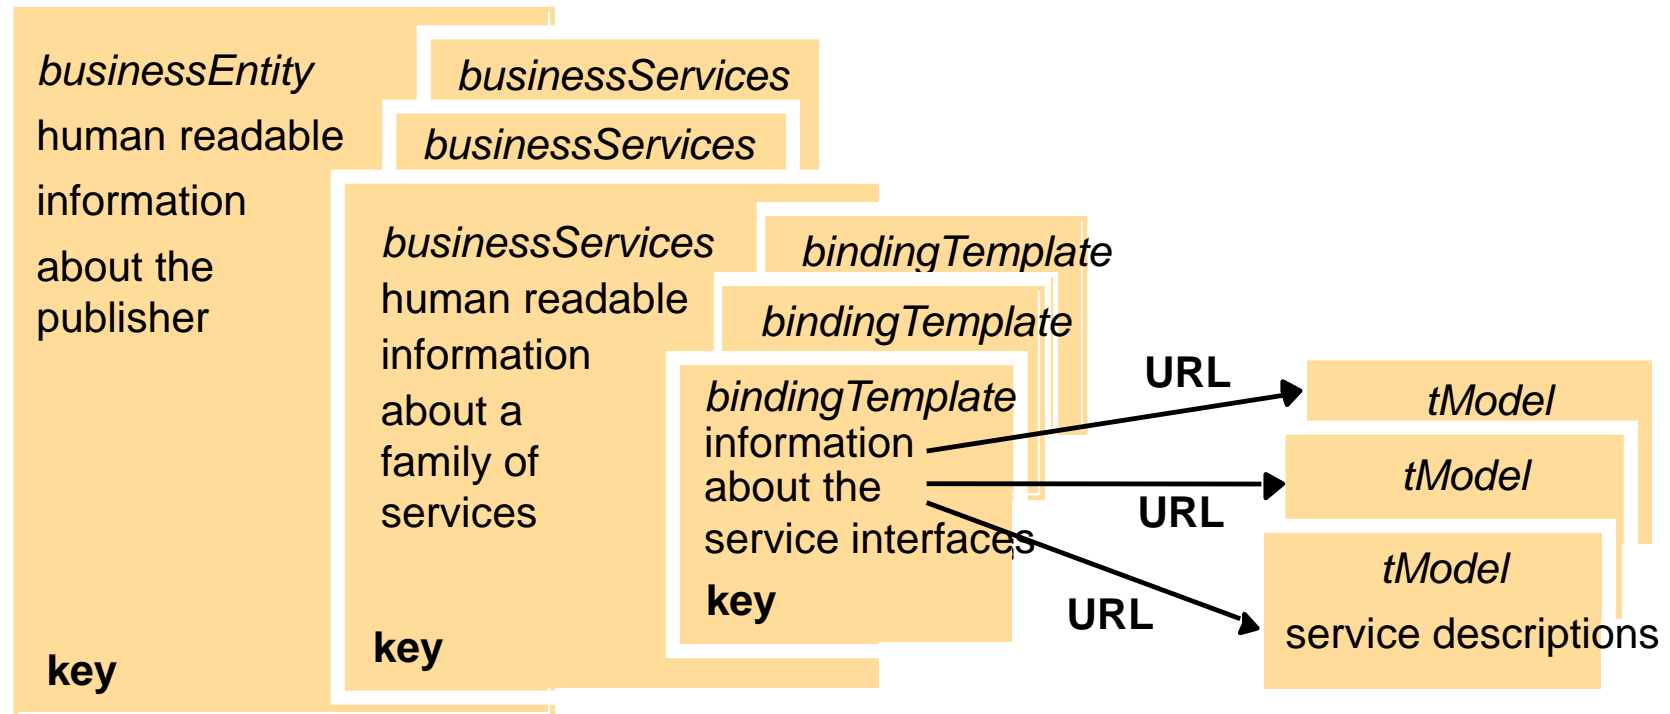 businessEntity
human readable
information
about the
publisher
key
businessServices
businessServices
businessServices
human readable
information
about a
family of
services
key
bindingTemplate
bindingTemplate
bindingTemplate
information
about the
service interfaces
key
URL
URL
URL
tModel
tModel
tModel
service descriptions